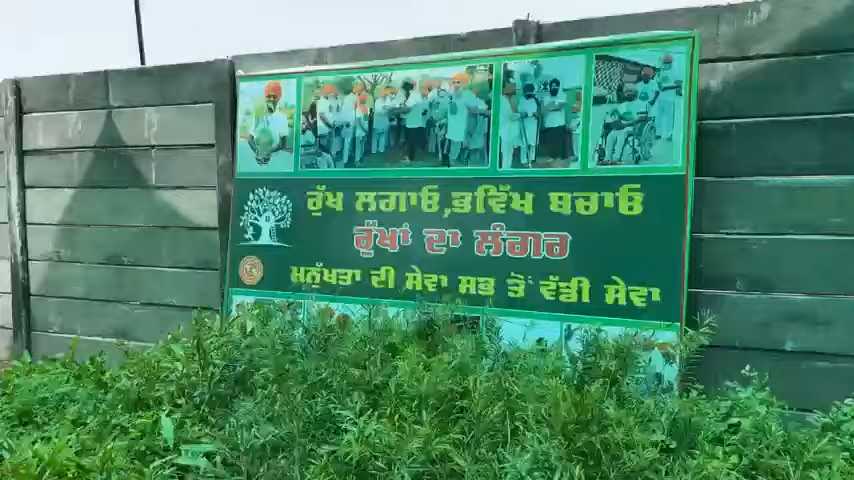 ਰੁੱਖ ਲਗਾਓ,ਭਵਿੱਖ ਬਚਾਓ
ਰੁੱਖਾਂ ਦਾ ਲੰਗਰ
ਮਨੁੱਖਤਾ ਦੀ ਸੇਵਾ ਸਭ ਤੋਂ ਵੱਡੀ ਸੇਵਾ